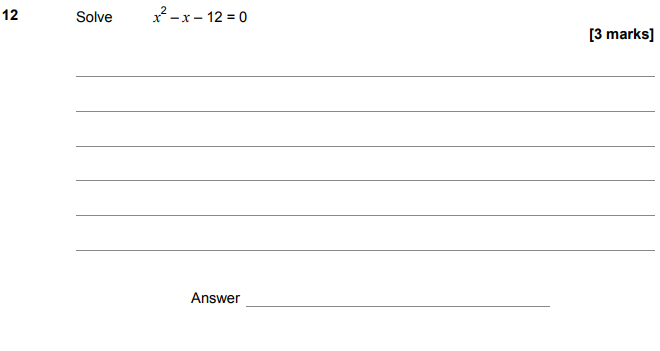 12 Solve x² – x – 12 = 0
[3 marks]
Answer